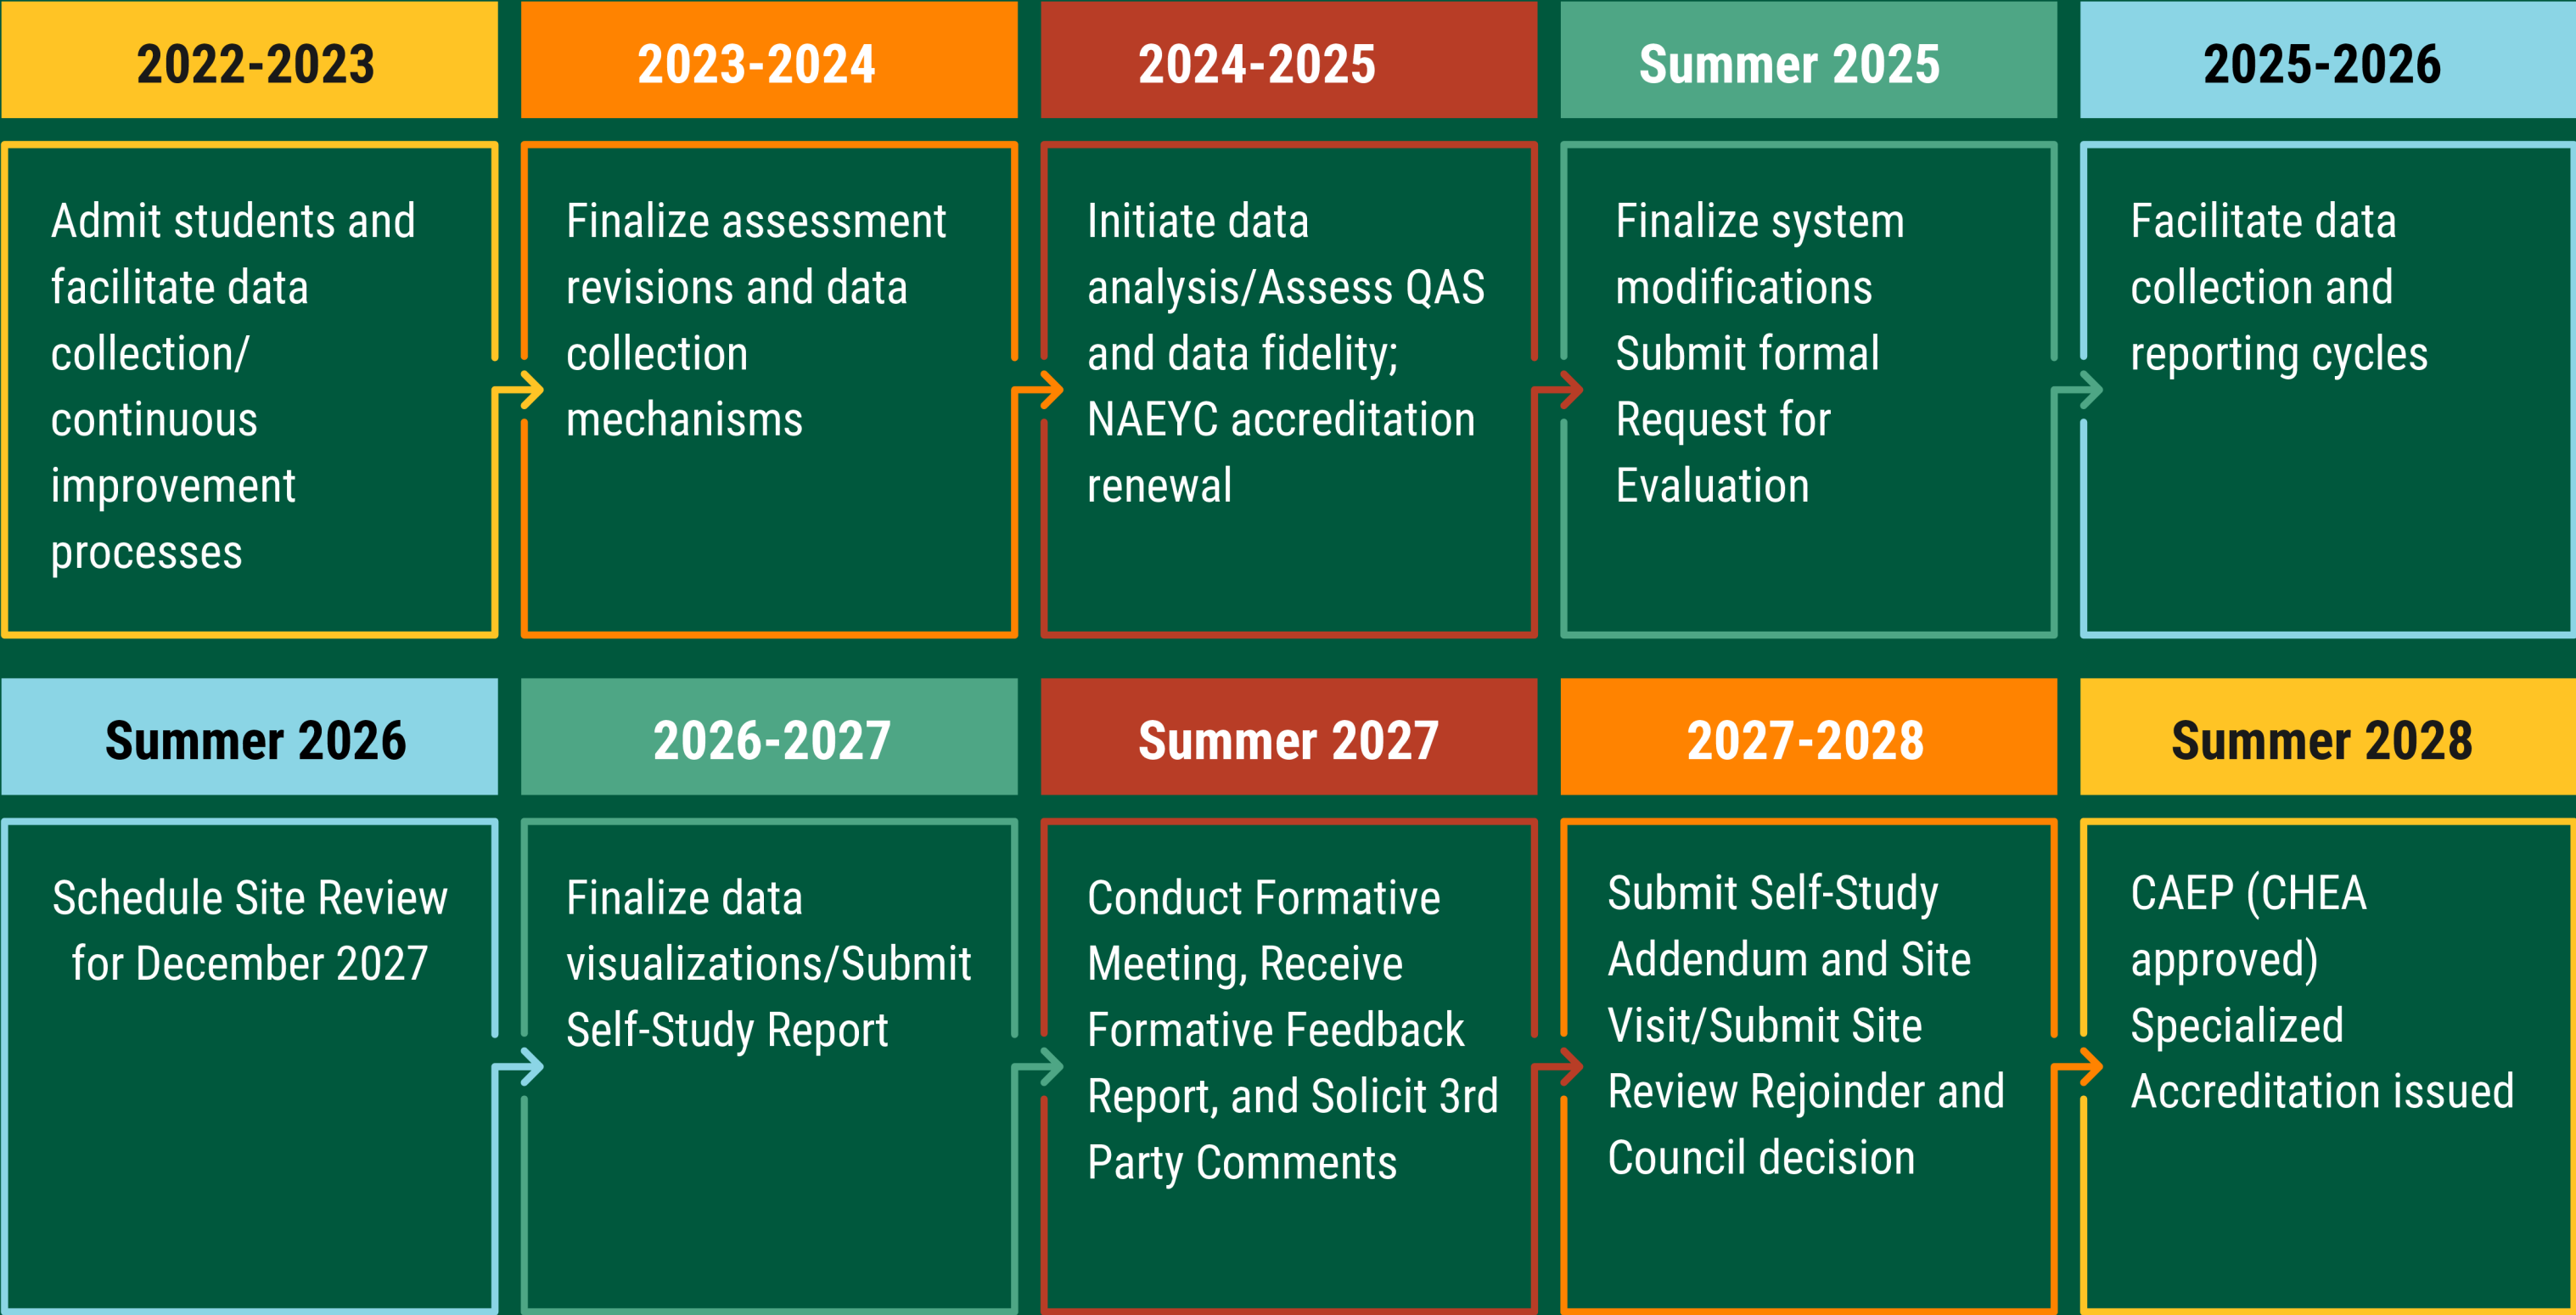 2022-2023
Admit students and
facilitate data
collection/
continuous
improvement
processes
2023-2024
Finalize assessment
revisions and data
collection
mechanisms
2024-2025
Initiate data
analysis/Assess QAS
and data fidelity;
NAEYC accreditation
renewal
Summer 2025
Finalize system
modifications
Submit formal
Request for
Evaluation
2025-2026
Facilitate data
collection and
reporting cycles
Summer 2026
Schedule Site Review
for December 2027
2026-2027
Finalize data
visualizations/Submit
Self-Study Report
Summer 2027
Conduct Formative
Meeting, Receive
Formative Feedback
Report, and Solicit 3rd
Party Comments
2027-2028
Submit Self-Study
Addendum and Site
Visit/Submit Site
Review Rejoinder and
Council decision
Summer 2028
CAEP (CHEA
approved)
Specialized
Accreditation issued